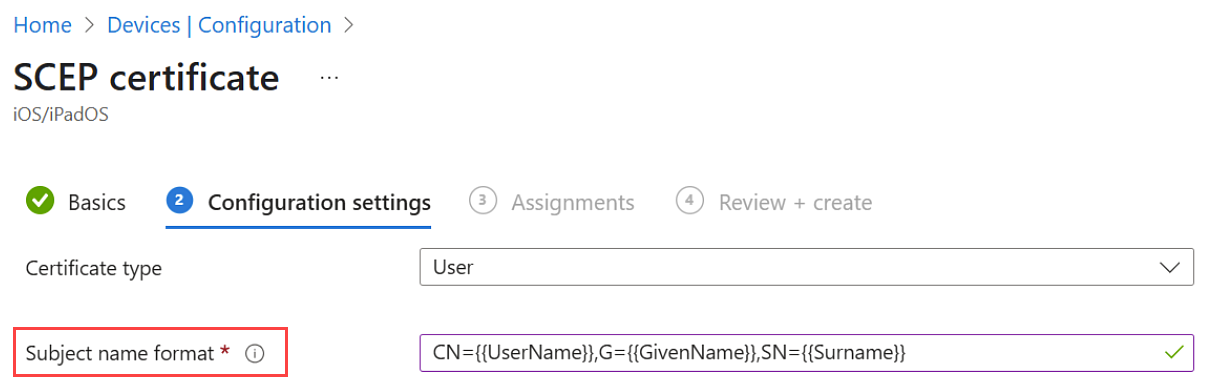 Home > Devices | Configuration >
SCEP certificate ...
iOS/iPadOS
Basics 2 Configuration settings 3 Assignments 4 Review + create
Certificate type User
Subject name format * CN={{UserName}},G={{GivenName}},SN={{Surname}}